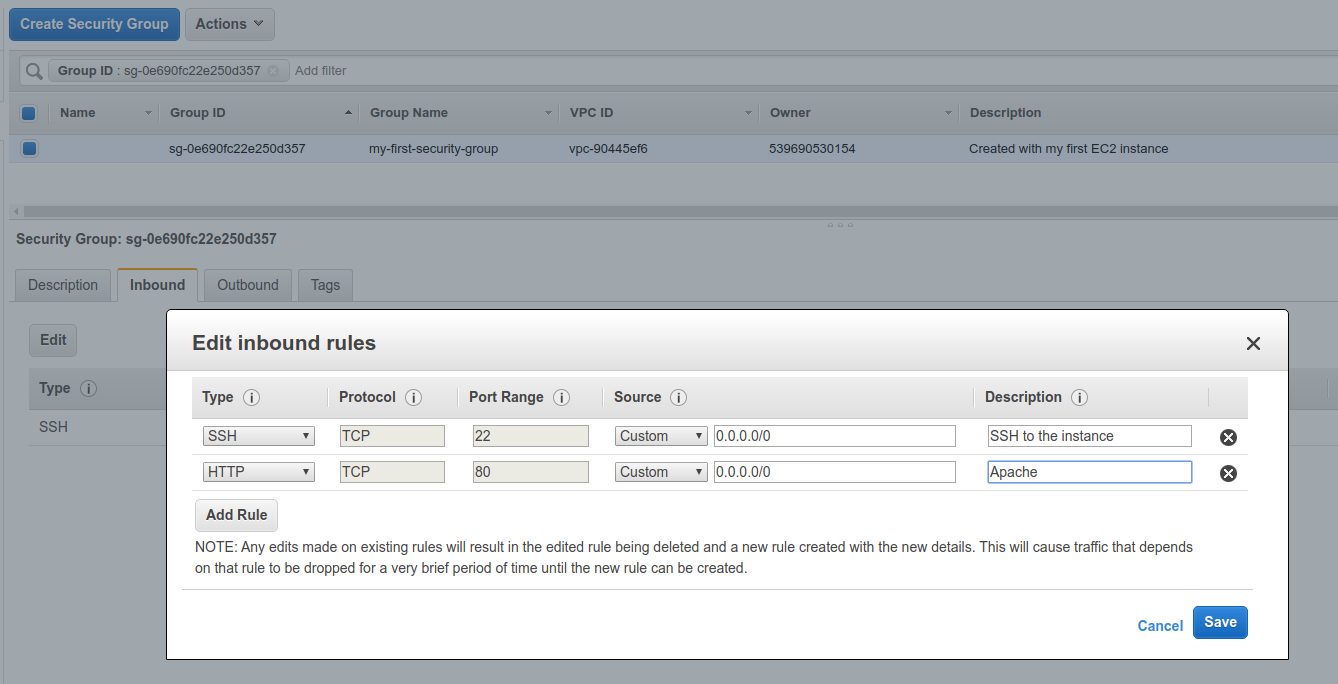 Create Security Group Actions
Group ID : sg-0e690fc22e250d357 Add filter
Name Group ID Group Name VPC ID Owner Description
sg-0e690fc22e250d357 my-first-security-group vpc-90445ef6 539690530154 Created with my first EC2 instance
Security Group: sg-0e690fc22e250d357
Description Inbound Outbound Tags
Edit
Type
SSH
Edit inbound rules
Type Protocol Port Range Source Description
SSH TCP 22 Custom 0.0.0.0/0 SSH to the instance
HTTP TCP 80 Custom 0.0.0.0/0 Apache
Add Rule
NOTE: Any edits made on existing rules will result in the edited rule being deleted and a new rule created with the new details. This will cause traffic that depends
on that rule to be dropped for a very brief period of time until the new rule can be created.
Cancel Save